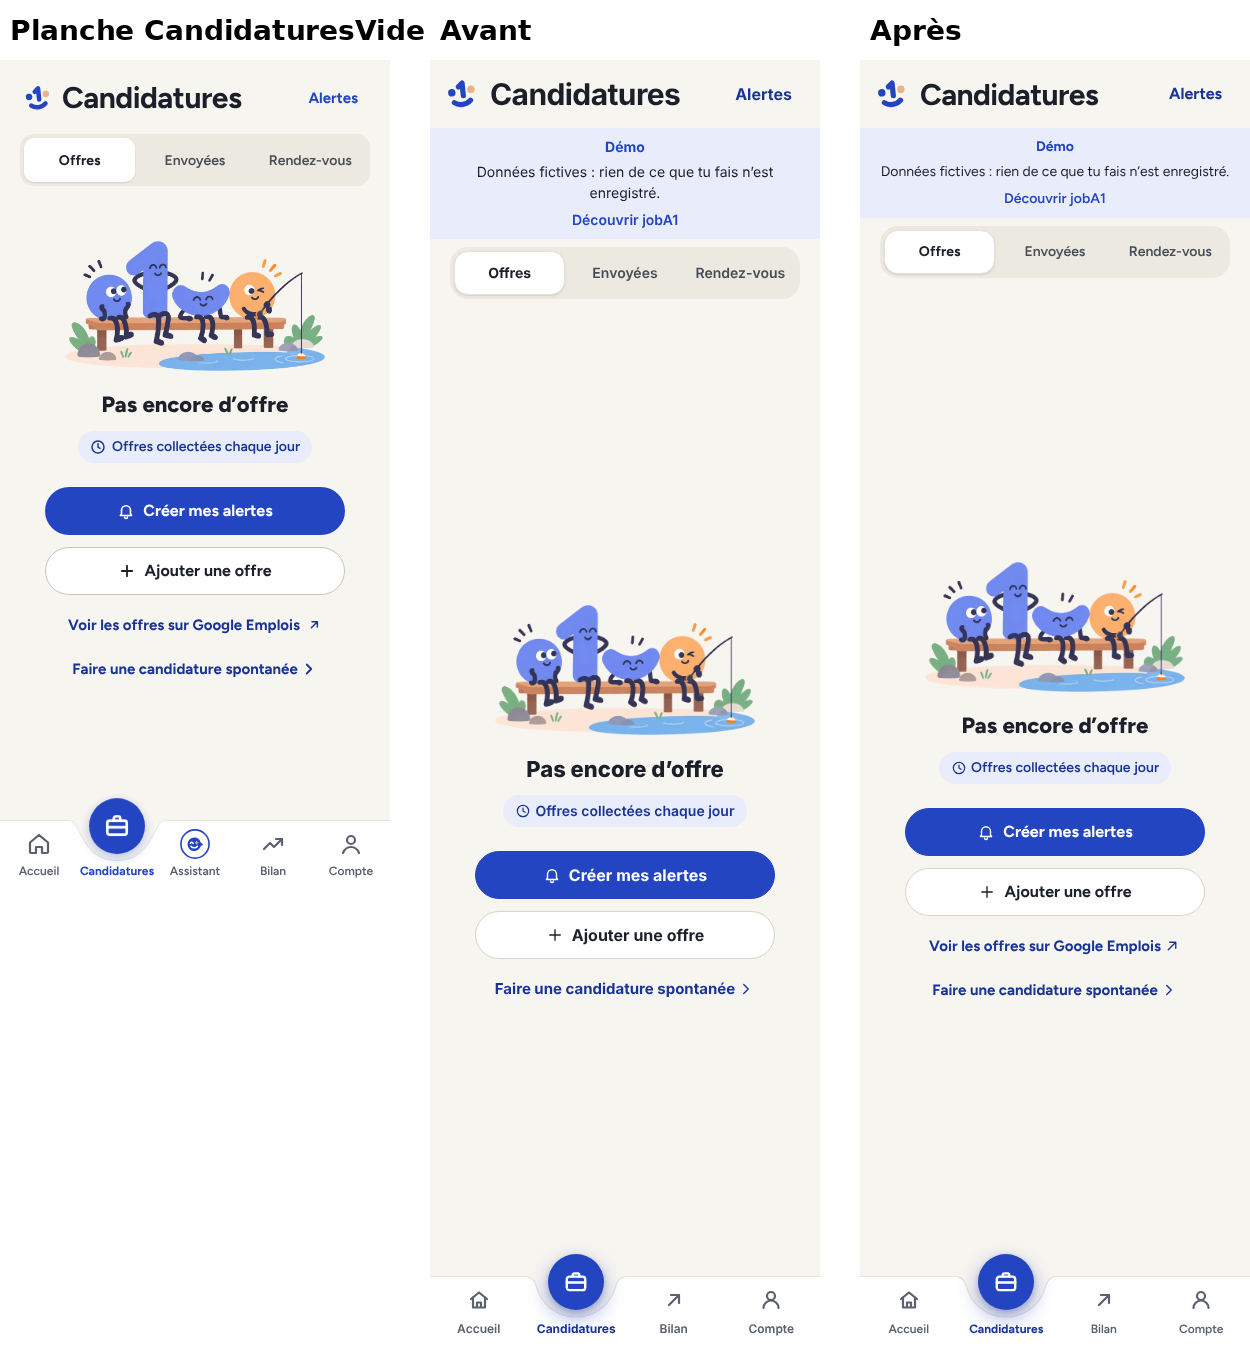 Planche CandidaturesVide
Candidatures
Alertes
Offres
Envoyées
Rendez-vous
Pas encore d’offre
Offres collectées chaque jour
Créer mes alertes
Ajouter une offre
Voir les offres sur Google Emplois
Faire une candidature spontanée
Accueil
Candidatures
Assistant
Bilan
Compte
Avant
Candidatures
Alertes
Démo
Données fictives : rien de ce que tu fais n’est
enregistré.
Découvrir jobA1
Offres
Envoyées
Rendez-vous
Pas encore d’offre
Offres collectées chaque jour
Créer mes alertes
Ajouter une offre
Faire une candidature spontanée
Accueil
Candidatures
Bilan
Compte
Après
Candidatures
Alertes
Démo
Données fictives : rien de ce que tu fais n’est enregistré.
Découvrir jobA1
Offres
Envoyées
Rendez-vous
Pas encore d’offre
Offres collectées chaque jour
Créer mes alertes
Ajouter une offre
Voir les offres sur Google Emplois
Faire une candidature spontanée
Accueil
Candidatures
Bilan
Compte